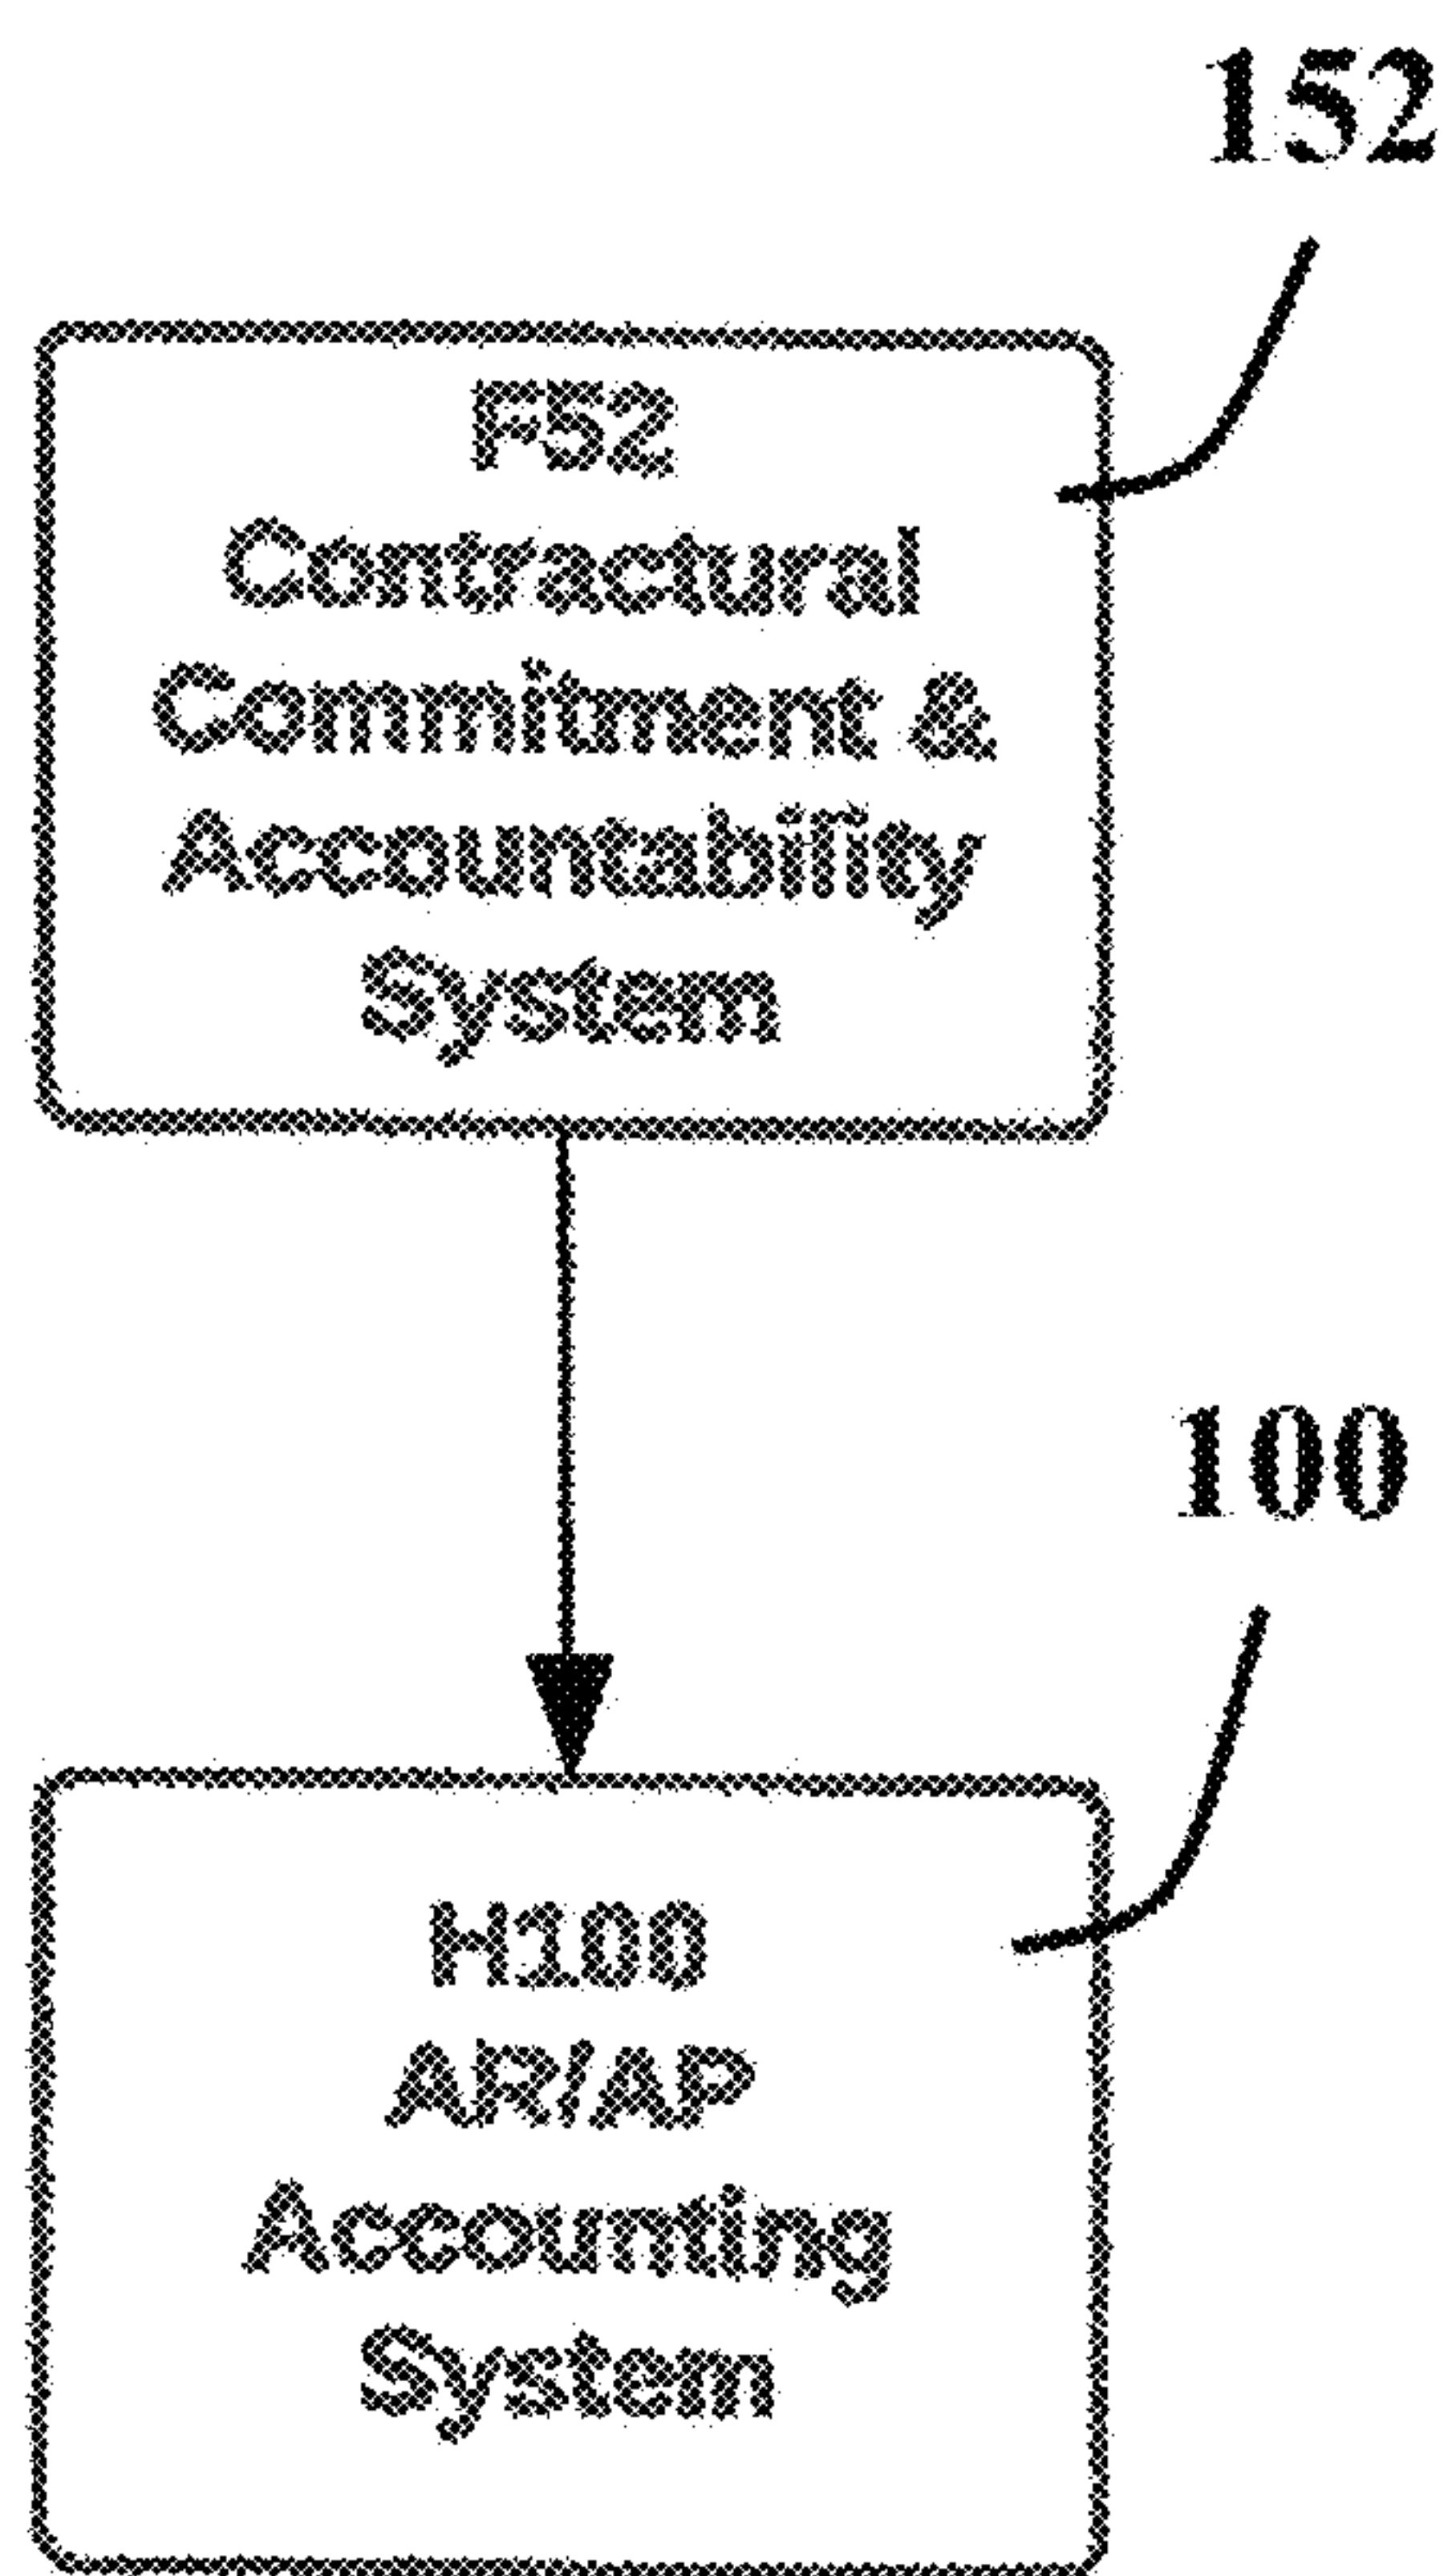 152
F52
Contractural
Commitment &
Accountability
System
100
H100
AR/AP
Accounting
System